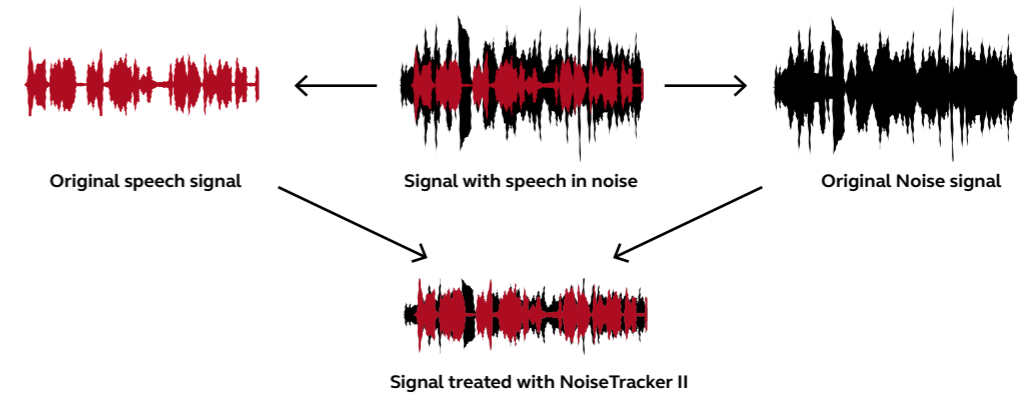 Original speech signal
Signal with speech in noise
Original Noise signal
Signal treated with NoiseTracker II